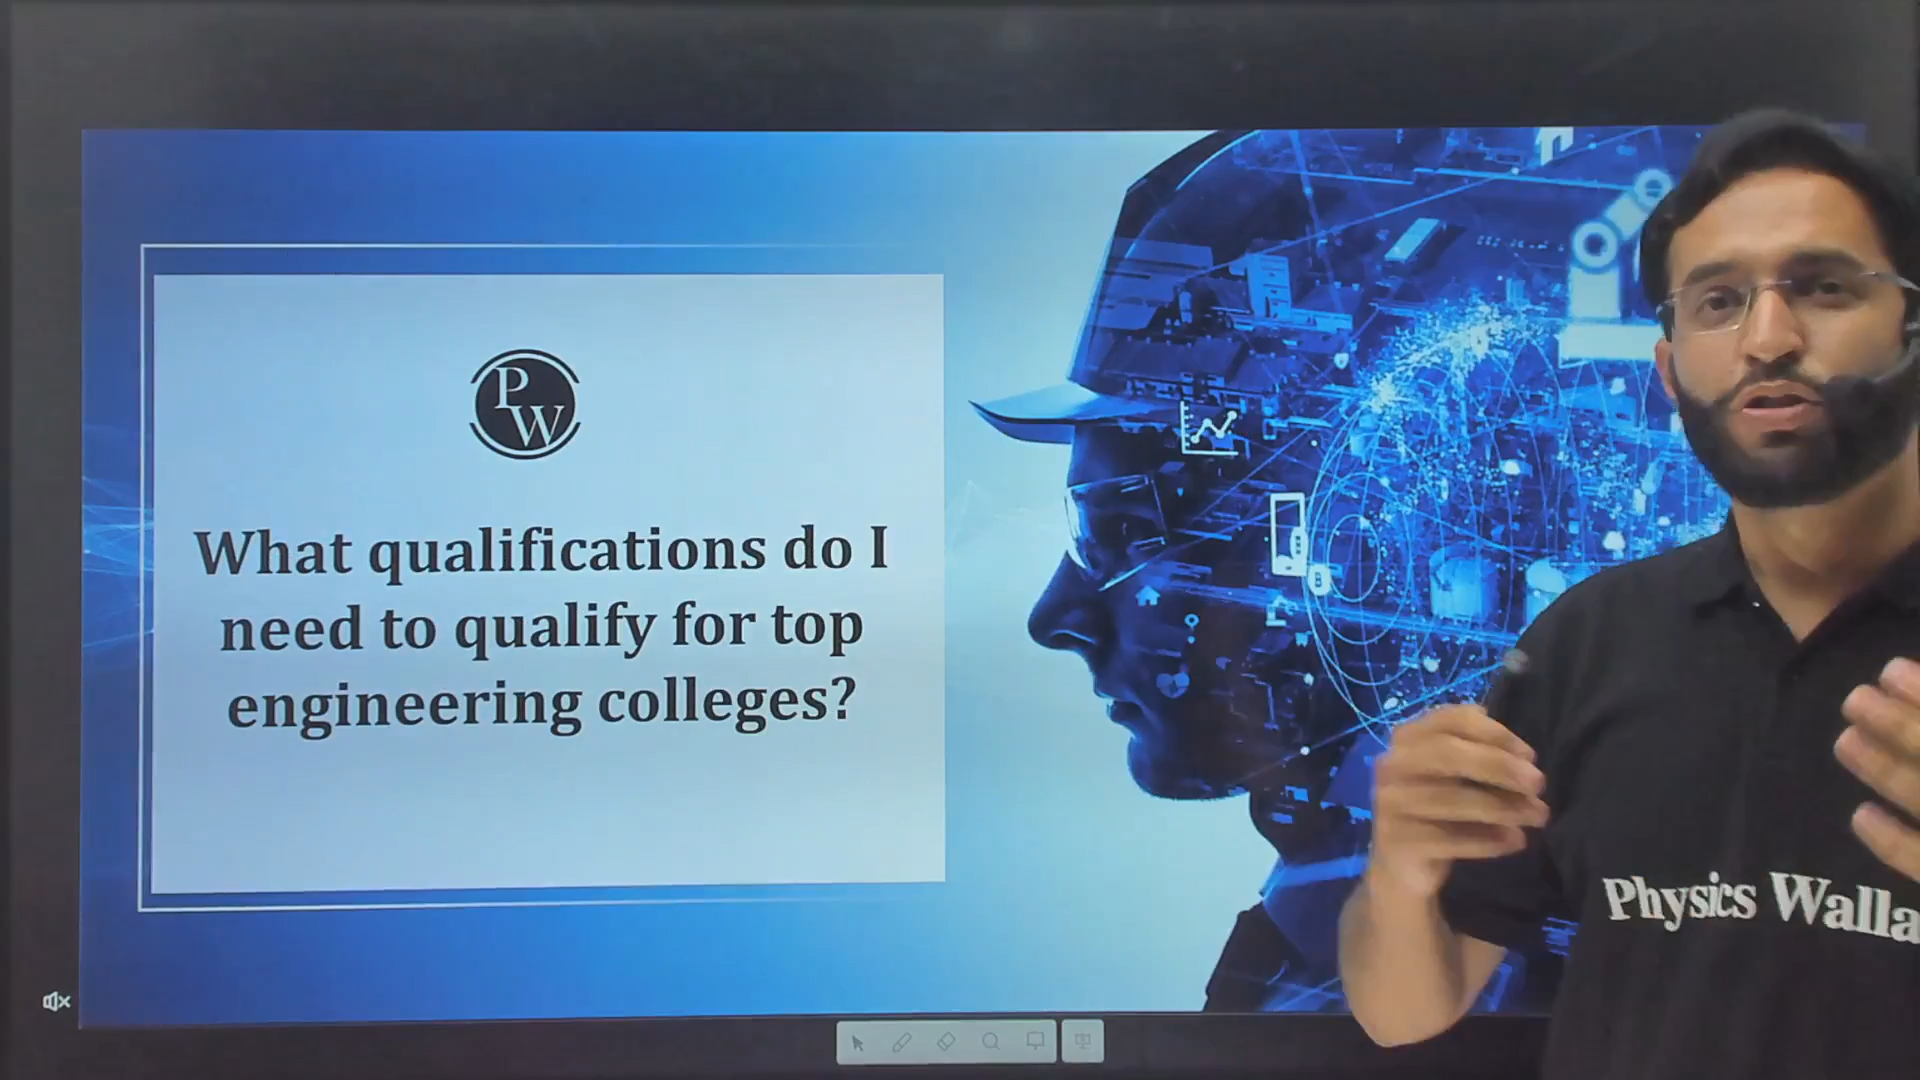 PW
What qualifications do I
need to qualify for top
engineering colleges?
Physics Walla